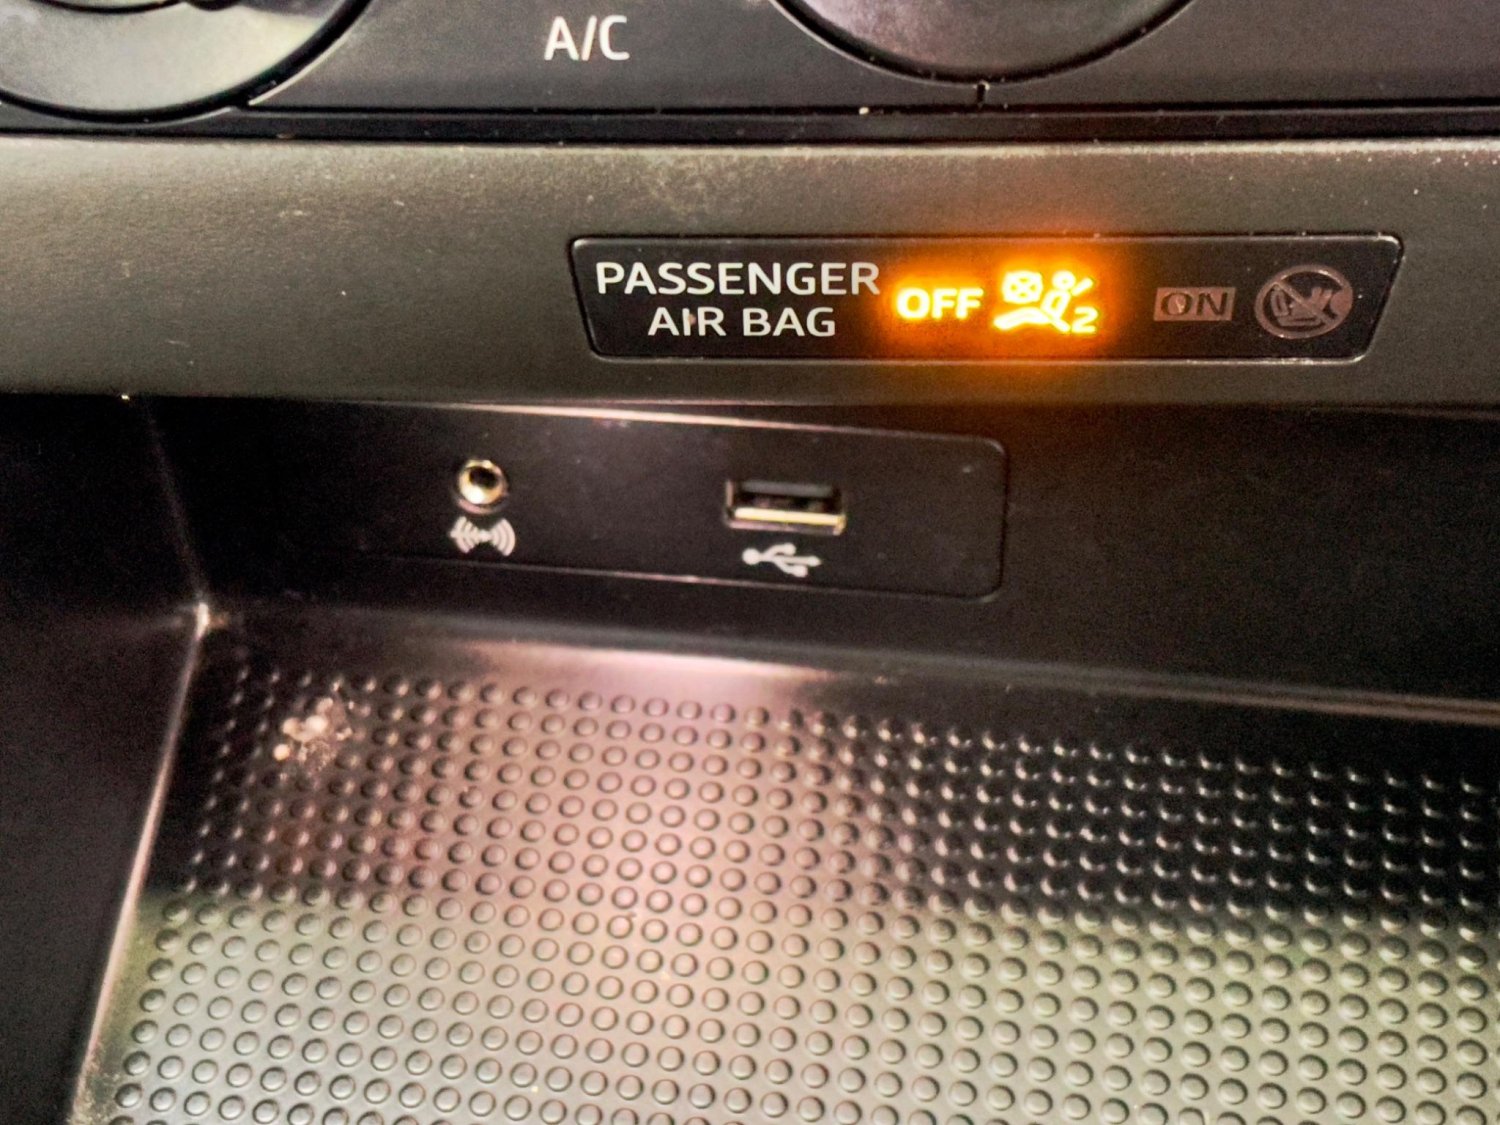 A/C
PASSENGER
AIR BAG
OFF 2 ON